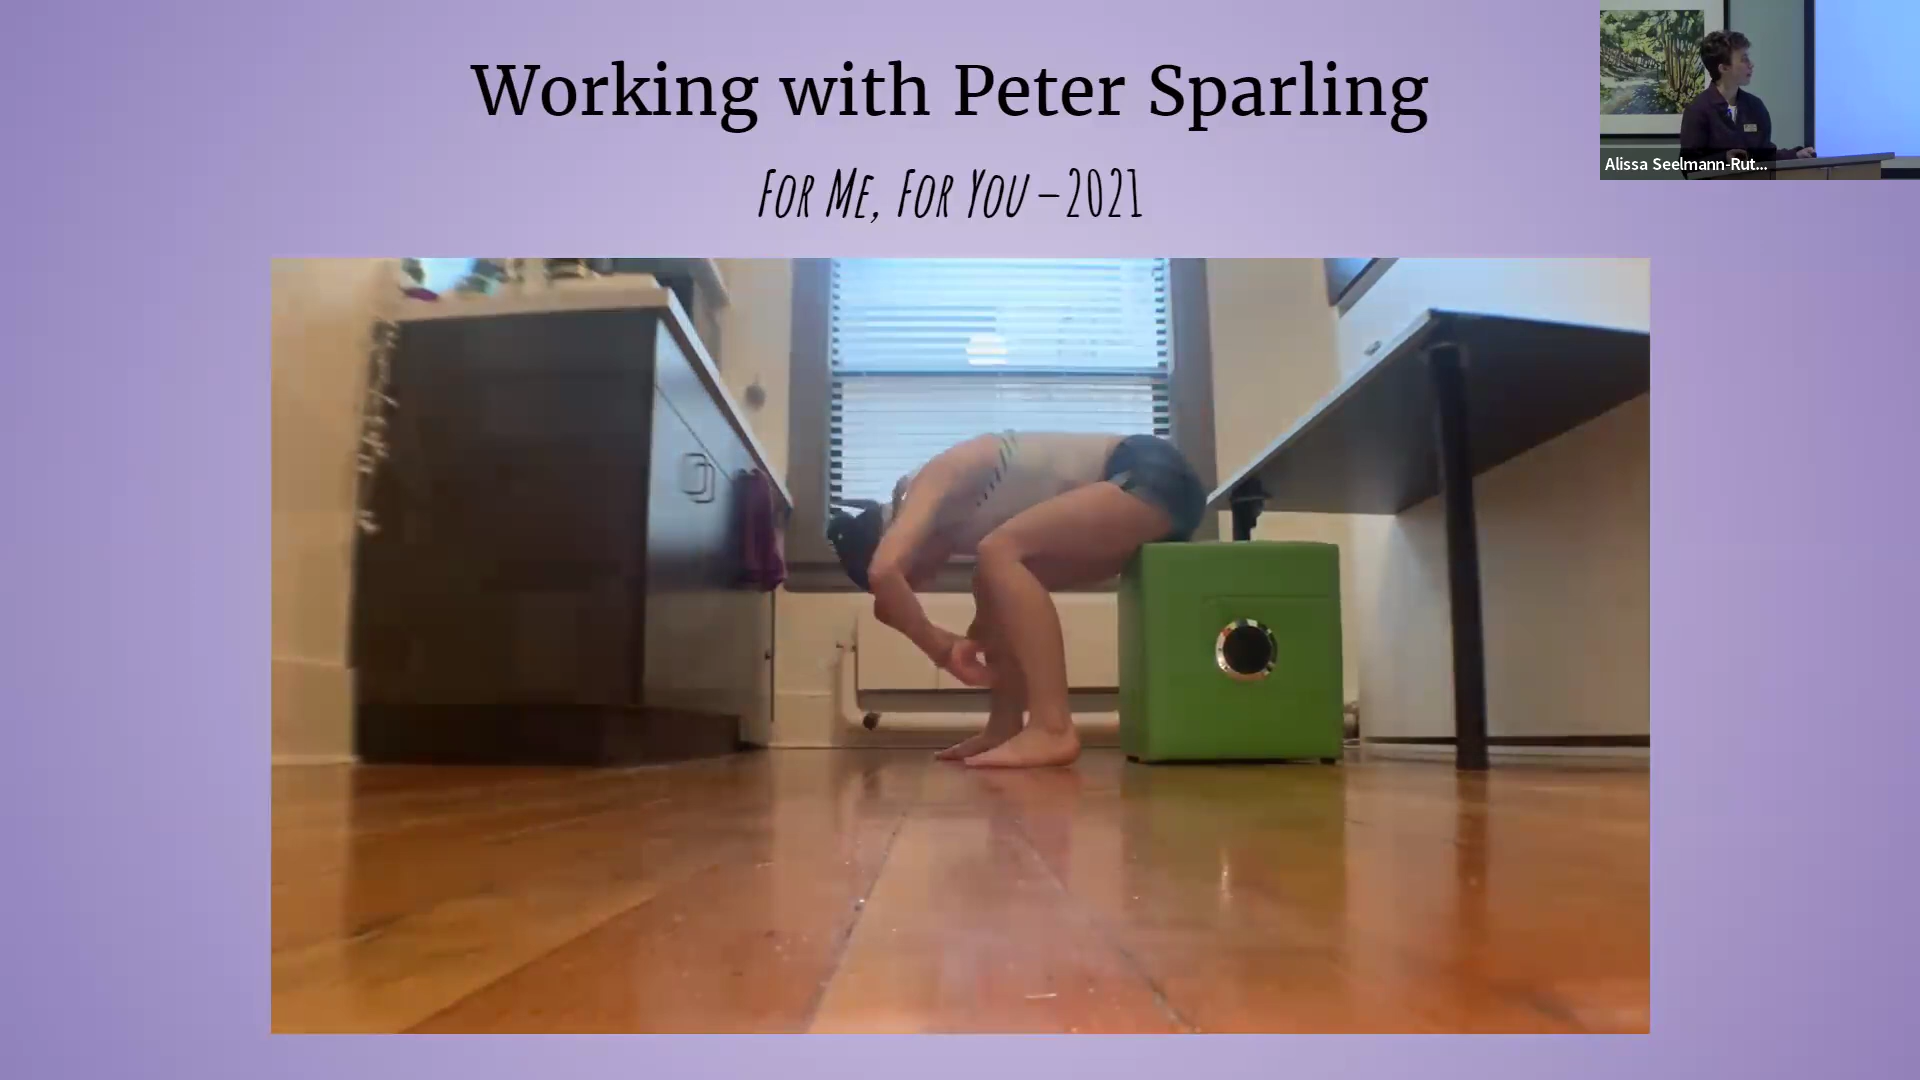 Working with Peter Sparling
FOR ME, FOR YOU – 2021
Alissa Seelmann-Rut...